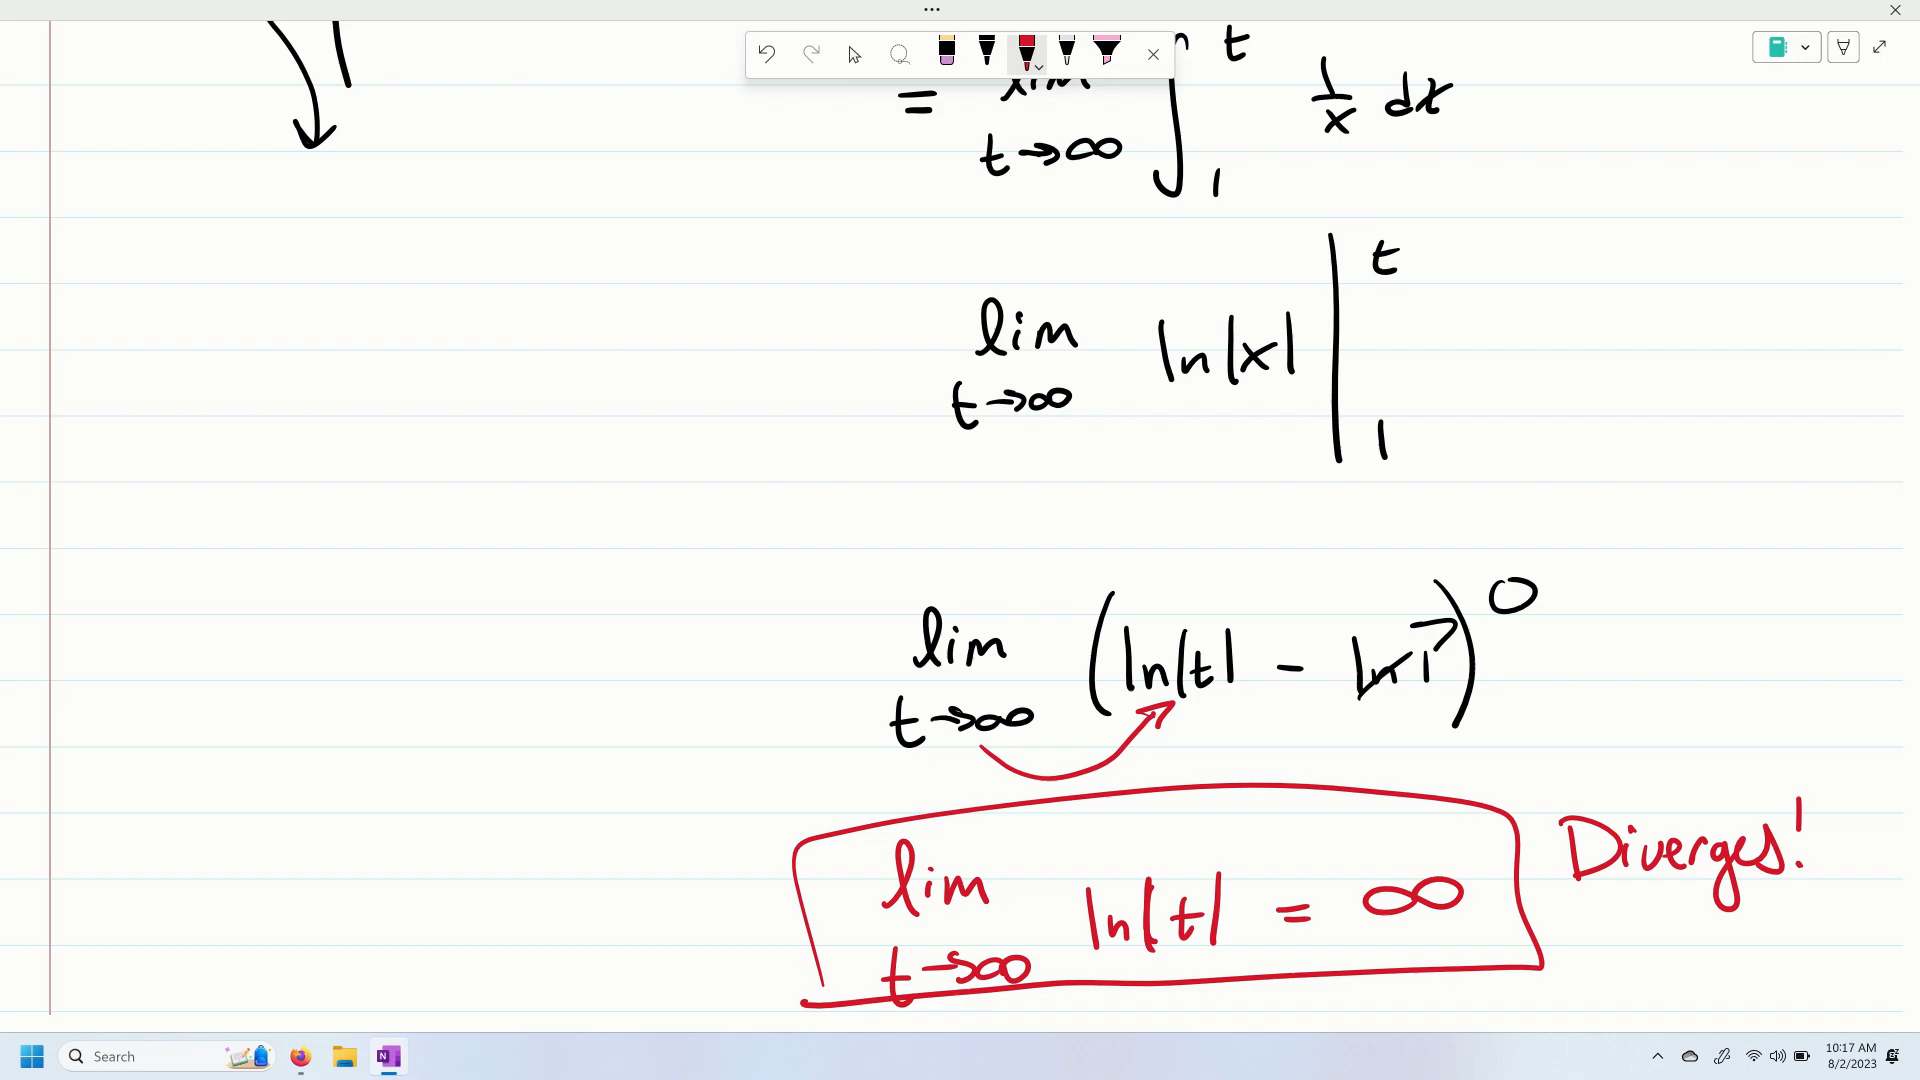 = lim t→∞ ∫ 1 t 1/x dx
lim t→∞ ln|x| | t 1
lim t→∞ (ln|t| - ln 1) 0
lim t→∞ ln|t| = ∞ Diverges!
Search
10:17 AM
8/2/2023